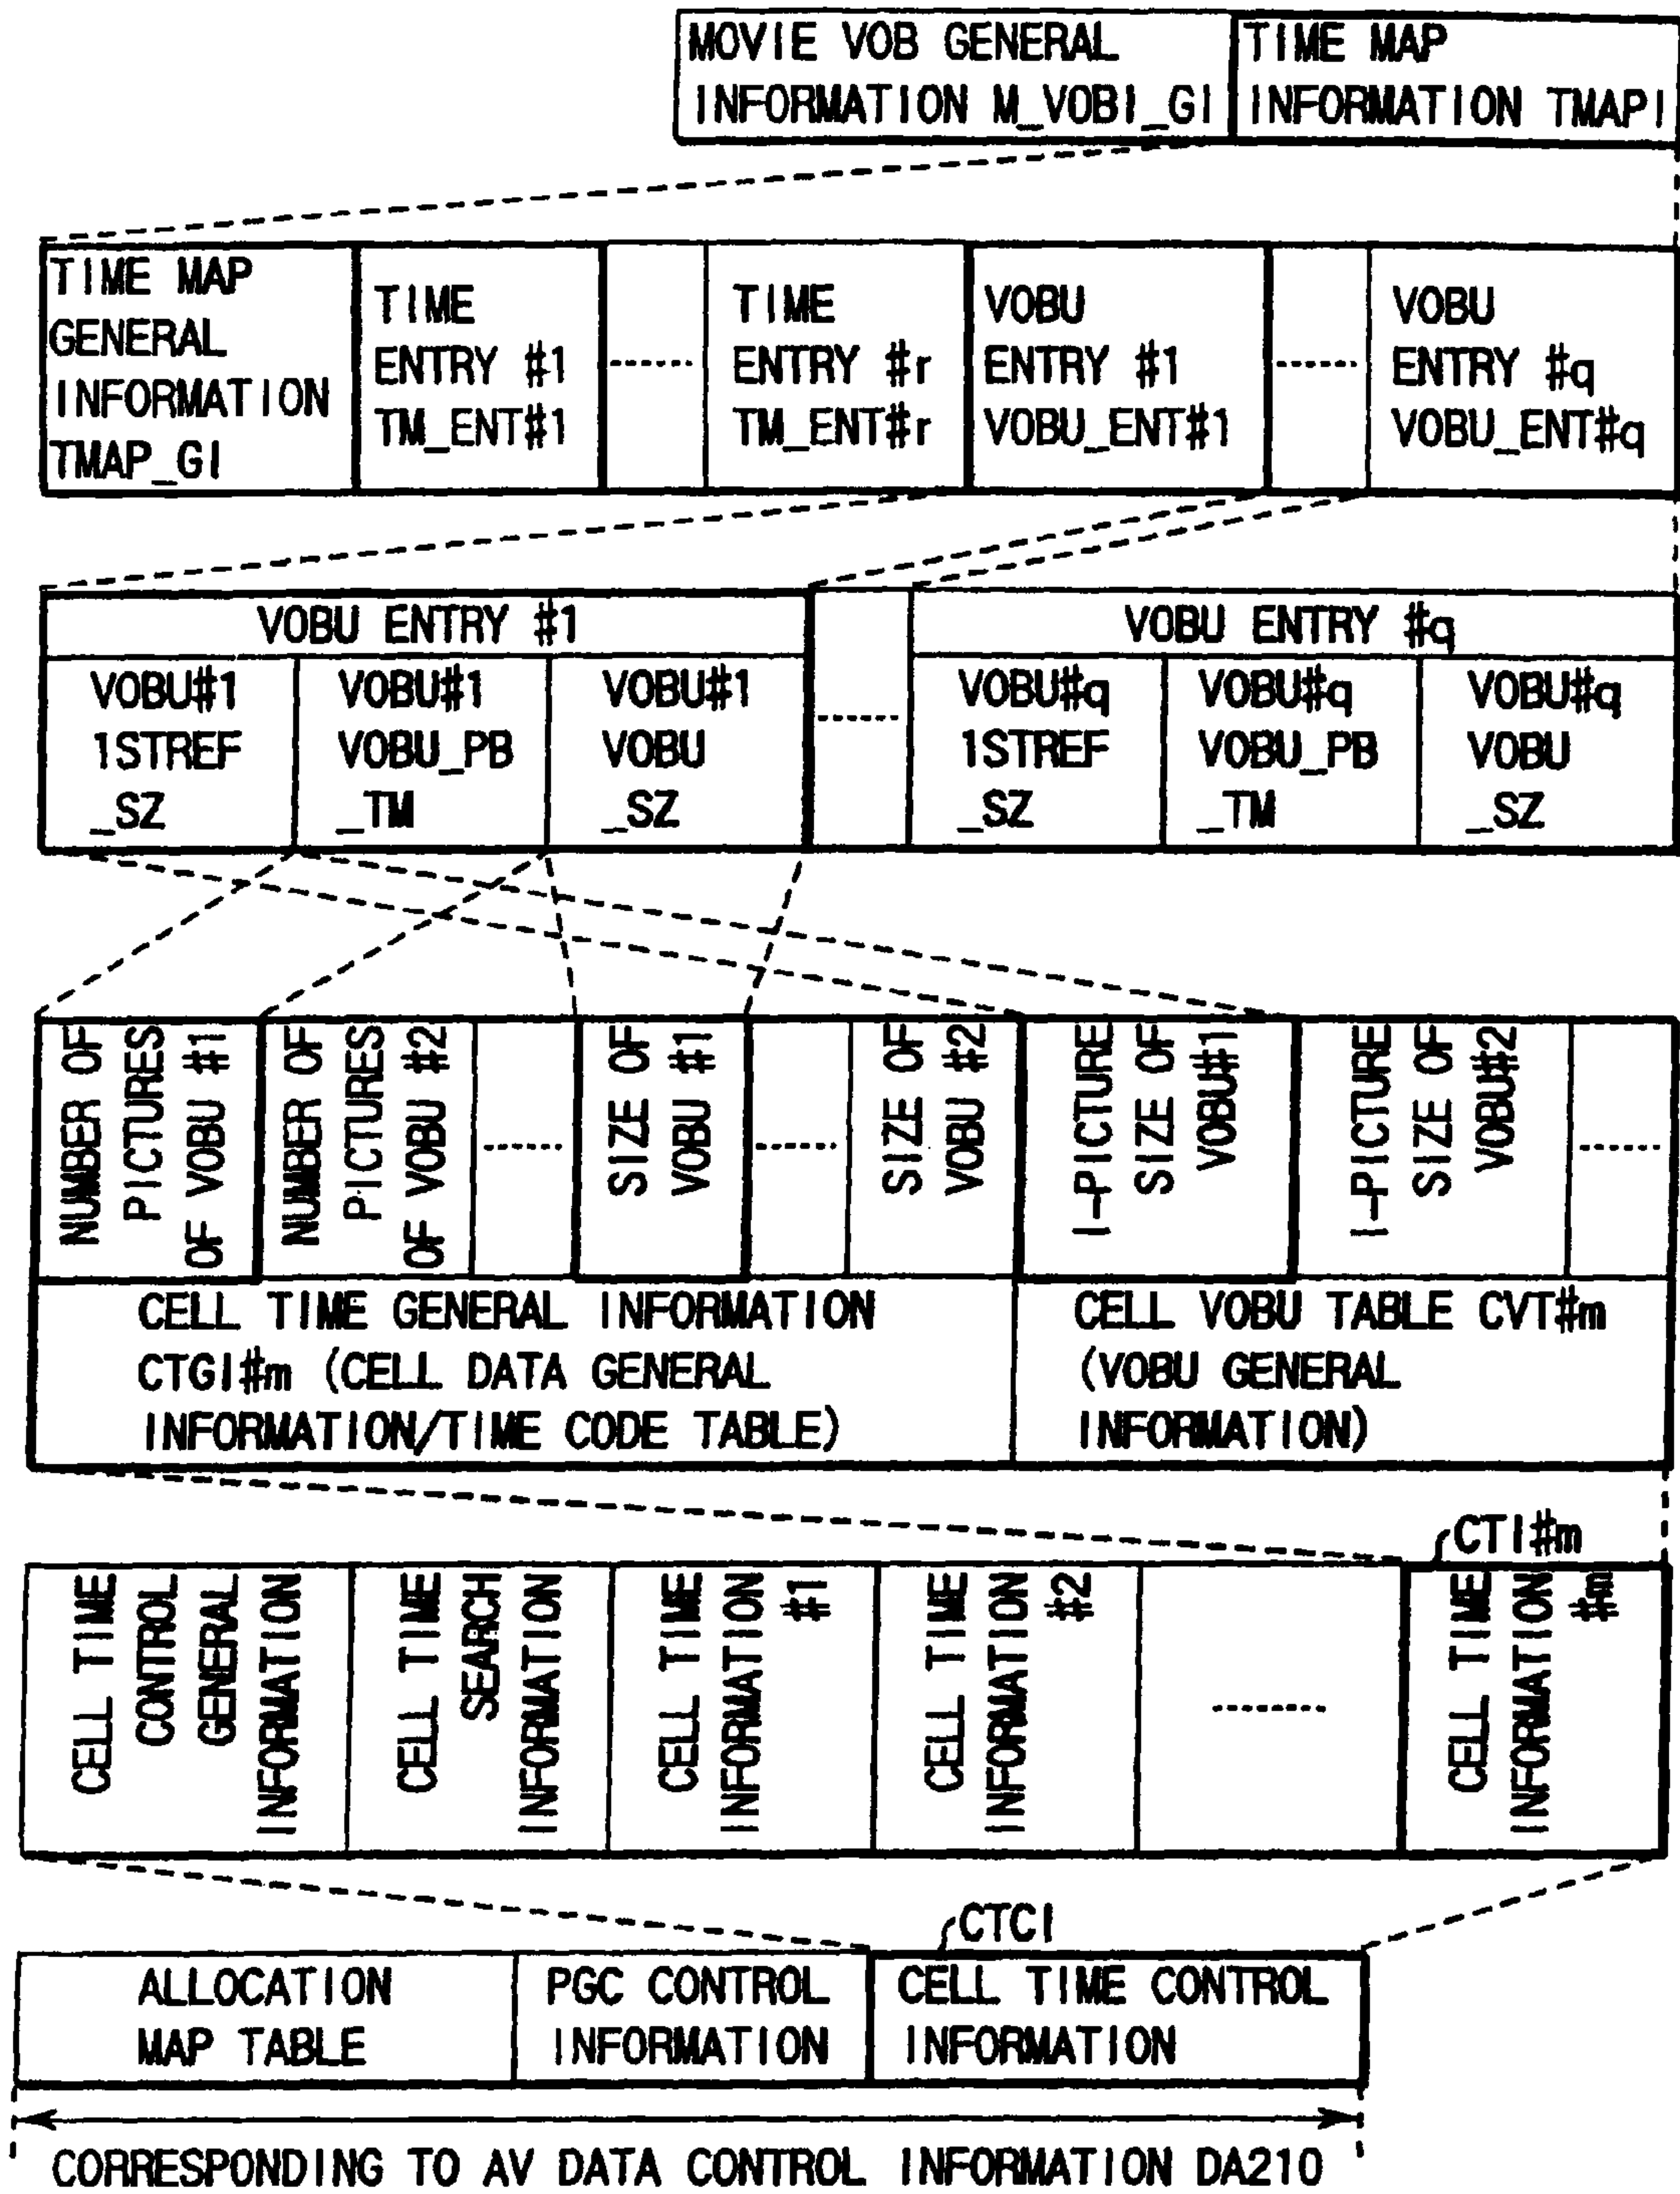 MOVIE VOB GENERAL
INFORMATION M_VOBI_GI
TIME MAP
INFORMATION TMAPI
TIME MAP
GENERAL
INFORMATION
TMAP_GI
TIME
ENTRY #1
TM_ENT#1
TIME
ENTRY #r
TM_ENT#r
VOBU
ENTRY #1
VOBU_ENT#1
VOBU
ENTRY #q
VOBU_ENT#q
VOBU ENTRY #1
VOBU ENTRY #q
VOBU#1
1STREF
_SZ
VOBU#1
VOBU_PB
_TM
VOBU#1
VOBU
_SZ
VOBU#q
1STREF
_SZ
VOBU#q
VOBU_PB
_TM
VOBU#q
VOBU
_SZ
NUMBER OF
PICTURES
OF VOBU #1
NUMBER OF
PICTURES
OF VOBU #2
SIZE OF
VOBU #1
SIZE OF
VOBU #2
I-PICTURE
SIZE OF
VOBU#1
I-PICTURE
SIZE OF
VOBU#2
CELL TIME GENERAL INFORMATION
CTGI#m (CELL DATA GENERAL
INFORMATION/TIME CODE TABLE)
CELL VOBU TABLE CVT#m
(VOBU GENERAL
INFORMATION)
CTI#m
CELL TIME
CONTROL
GENERAL
INFORMATION
CELL TIME
SEARCH
INFORMATION
CELL TIME
INFORMATION
#1
CELL TIME
INFORMATION
#2
CELL TIME
INFORMATION
#m
CTCI
ALLOCATION
MAP TABLE
PGC CONTROL
INFORMATION
CELL TIME CONTROL
INFORMATION
CORRESPONDING TO AV DATA CONTROL INFORMATION DA210